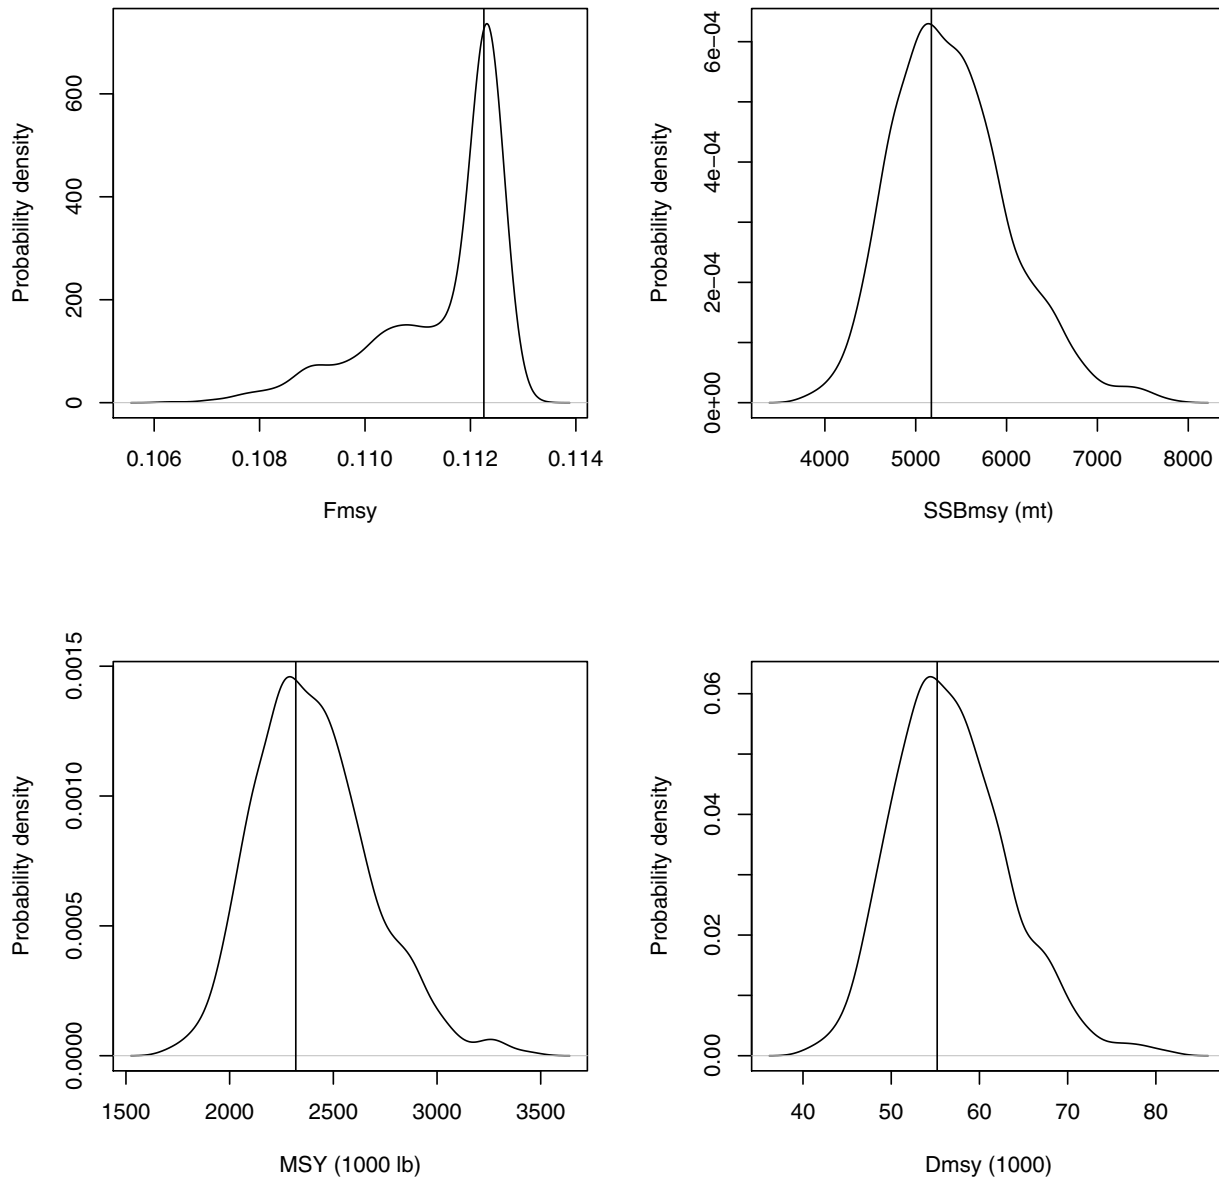 Probability density
0 200 400 600
0.106 0.108 0.110 0.112 0.114
Fmsy
Probability density
0e+00 2e−04 4e−04 6e−04
4000 5000 6000 7000 8000
SSBmsy (mt)
Probability density
0.0000 0.0005 0.0010 0.0015
1500 2000 2500 3000 3500
MSY (1000 lb)
Probability density
0.00 0.02 0.04 0.06
40 50 60 70 80
Dmsy (1000)